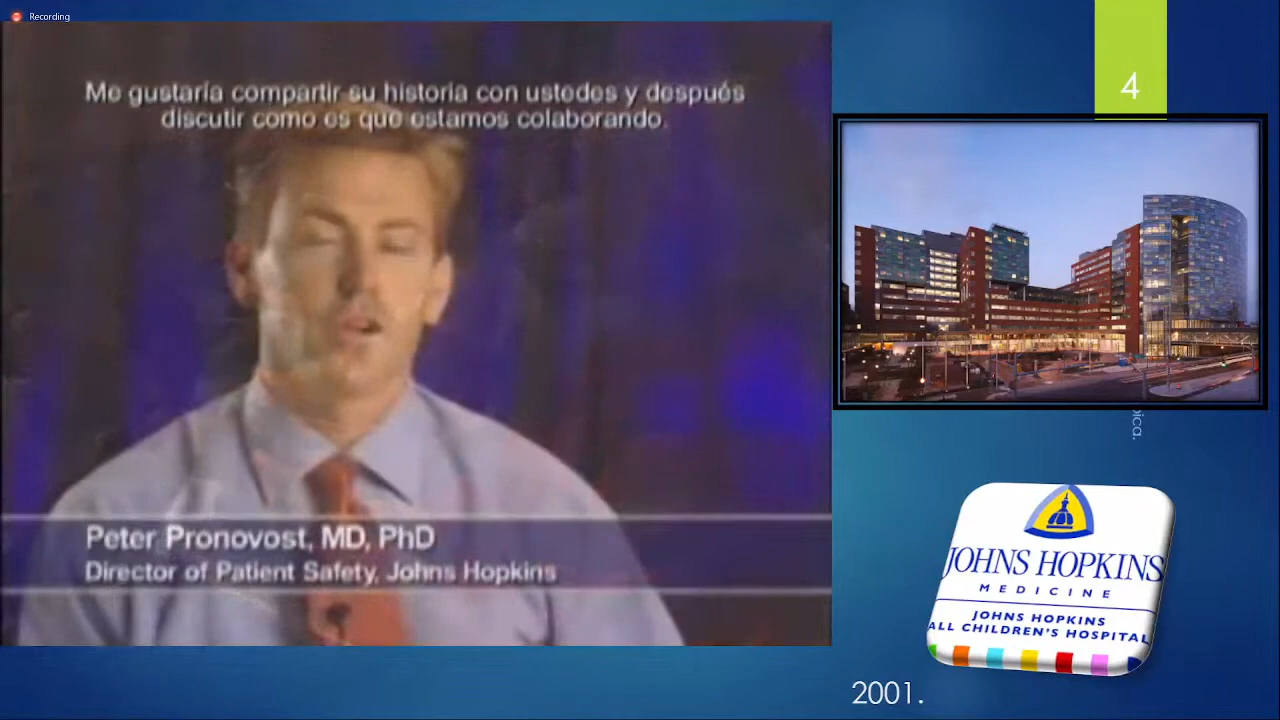 Recording
Me gustaría compartir su historia con ustedes y después
discutir como es que estamos colaborando.
4
Peter Pronovost, MD, PhD
Director of Patient Safety, Johns Hopkins
JOHNS HOPKINS
MEDICINE
JOHNS HOPKINS
ALL CHILDREN'S HOSPITAL
2001.